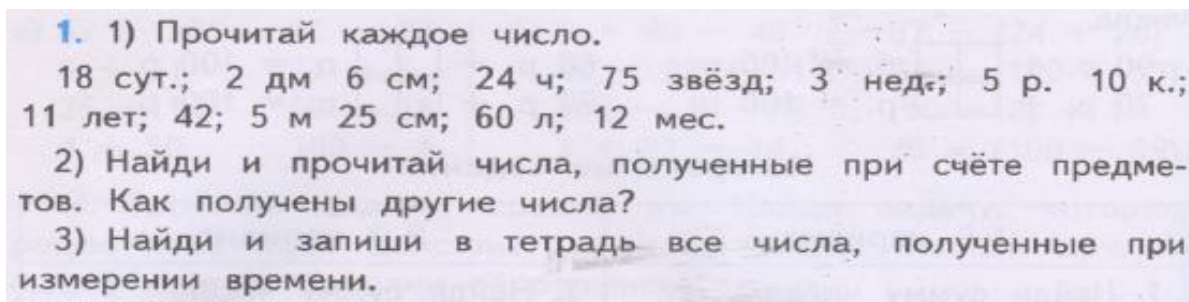 1. 1) Прочитай каждое число.
18 сут.; 2 дм 6 см; 24 ч; 75 звёзд; 3 нед.; 5 р. 10 к.;
11 лет; 42; 5 м 25 см; 60 л; 12 мес.
2) Найди и прочитай числа, полученные при счёте предме-
тов. Как получены другие числа?
3) Найди и запиши в тетрадь все числа, полученные при
измерении времени.